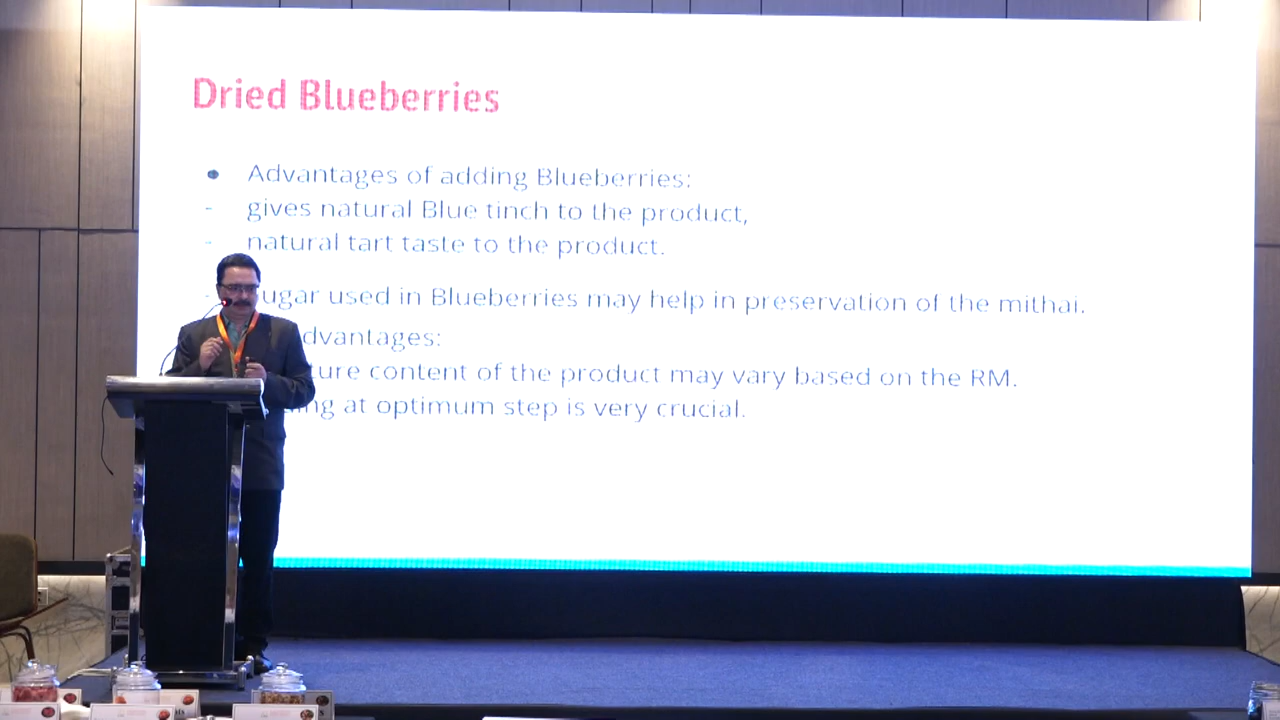 Dried Blueberries
● Advantages of adding Blueberries:
- gives natural Blue tinch to the product,
- natural tart taste to the product.
- ugar used in Blueberries may help in preservation of the mithai.
dvantages:
ture content of the product may vary based on the RM.
ng at optimum step is very crucial.